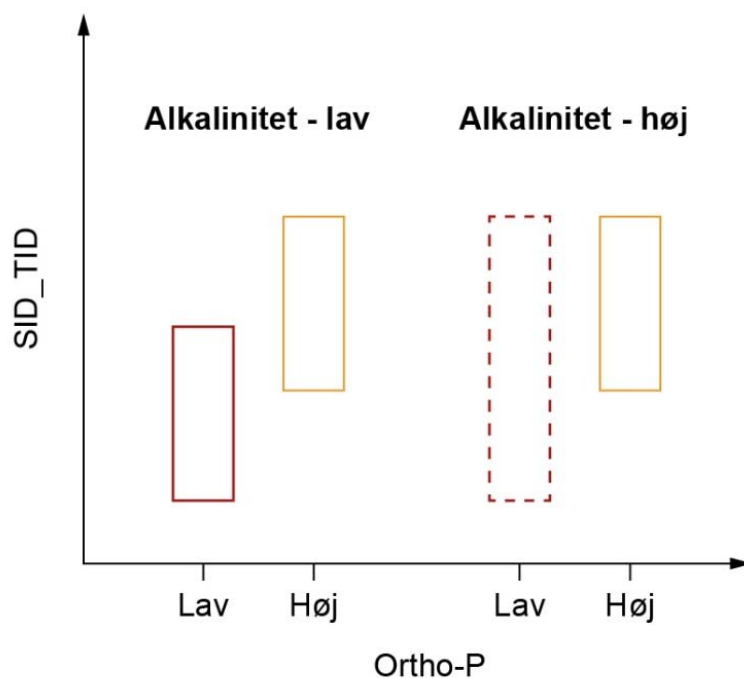 Alkalinitet - lav
Alkalinitet - høj
SID_TID
Lav
Høj
Lav
Høj
Ortho-P